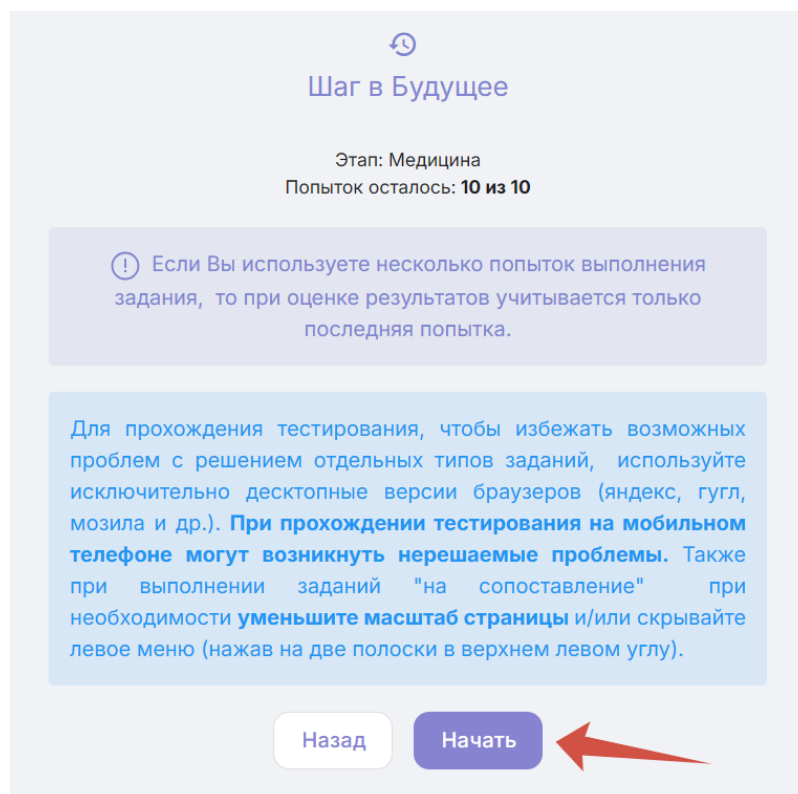 Шаг в Будущее
Этап: Медицина
Попыток осталось: 10 из 10
Если Вы используете несколько попыток выполнения
задания, то при оценке результатов учитывается только
последняя попытка.
Для прохождения тестирования, чтобы избежать возможных
проблем с решением отдельных типов заданий, используйте
исключительно десктопные версии браузеров (яндекс, гугл,
мозила и др.). При прохождении тестирования на мобильном
телефоне могут возникнуть нерешаемые проблемы. Также
при выполнении заданий "на сопоставление" при
необходимости уменьшите масштаб страницы и/или скрывайте
левое меню (нажав на две полоски в верхнем левом углу).
Назад Начать